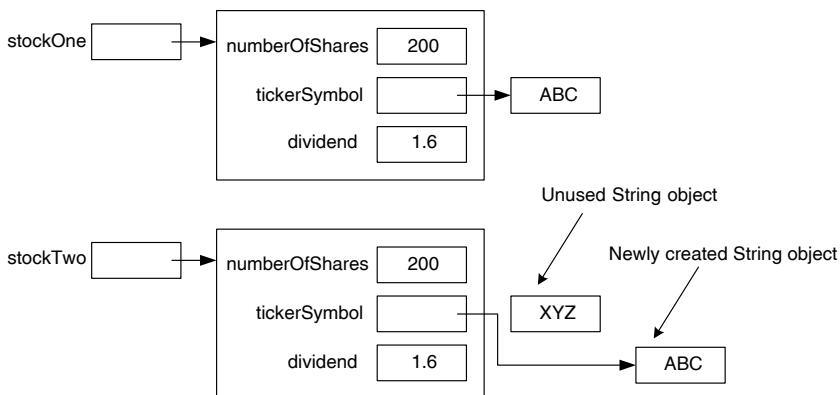 stockOne
numberOfShares 200
tickerSymbol ABC
dividend 1.6
Unused String object
stockTwo
Newly created String object
numberOfShares 200
tickerSymbol XYZ
dividend 1.6 ABC